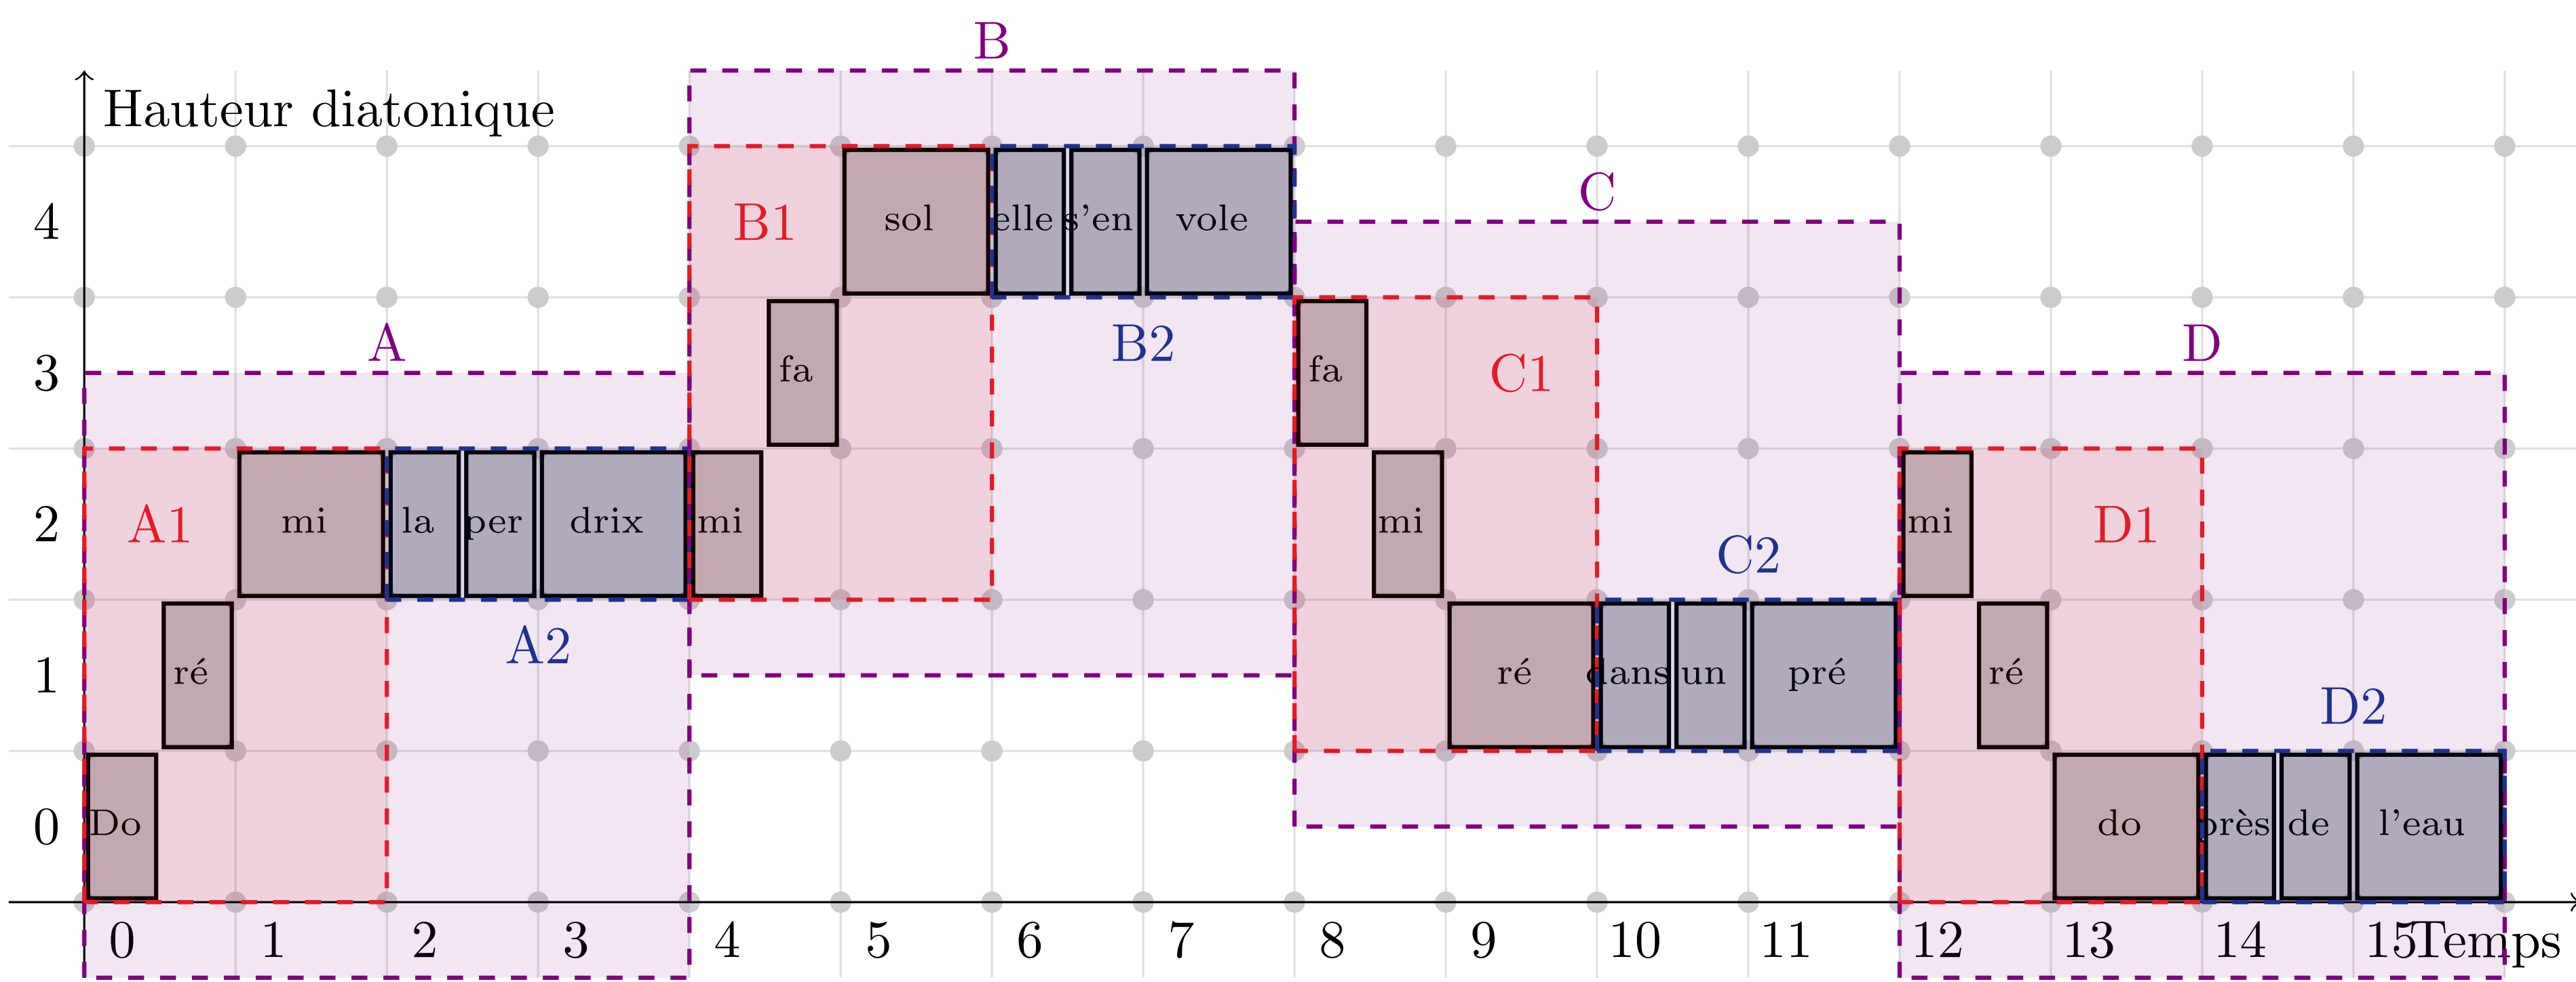 B
Hauteur diatonique
C
4
B1
sol
elle
s'en
vole
A
B2
D
3
fa
fa
C1
2
A1
mi
la
per
drix
mi
mi
C2
mi
D1
1
ré
A2
ré
dans
un
pré
ré
D2
0
Do
do
près
de
l'eau
0 1 2 3 4 5 6 7 8 9 10 11 12 13 14 15 Temps